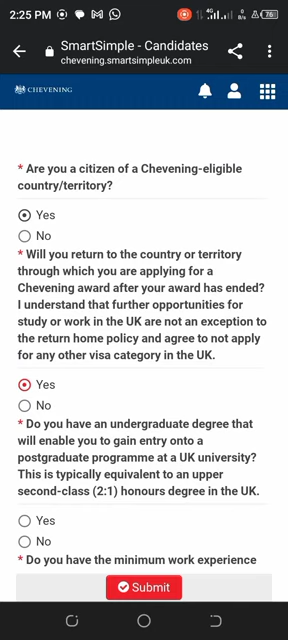 2:25 PM
4G
0
B/s
76
SmartSimple - Candidates
chevening.smartsimpleuk.com
CHEVENING
* Are you a citizen of a Chevening-eligible
country/territory?
Yes
No
* Will you return to the country or territory
through which you are applying for a
Chevening award after your award has ended?
I understand that further opportunities for
study or work in the UK are not an exception to
the return home policy and agree to not apply
for any other visa category in the UK.
Yes
No
* Do you have an undergraduate degree that
will enable you to gain entry onto a
postgraduate programme at a UK university?
This is typically equivalent to an upper
second-class (2:1) honours degree in the UK.
Yes
No
* Do you have the minimum work experience
Submit